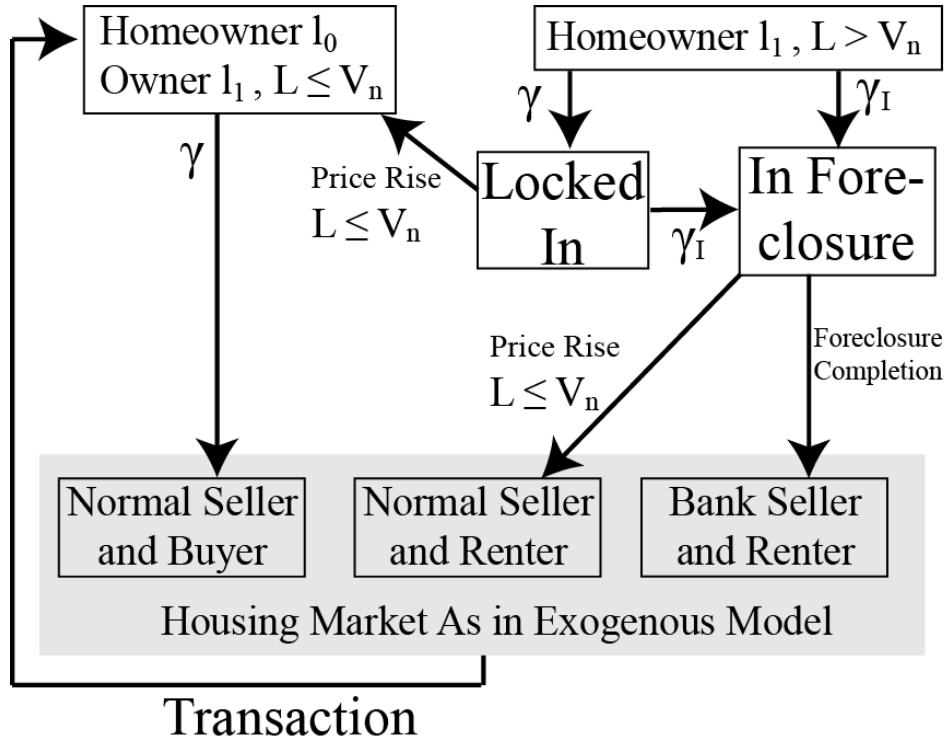 Homeowner l₀
Owner l₁ , L ≤ Vₙ
Homeowner l₁ , L > Vₙ
γ
γ
γ_I
Price Rise
L ≤ Vₙ
Locked
In
γ_I
In Fore-
closure
Price Rise
L ≤ Vₙ
Foreclosure
Completion
Normal Seller
and Buyer
Normal Seller
and Renter
Bank Seller
and Renter
Housing Market As in Exogenous Model
Transaction